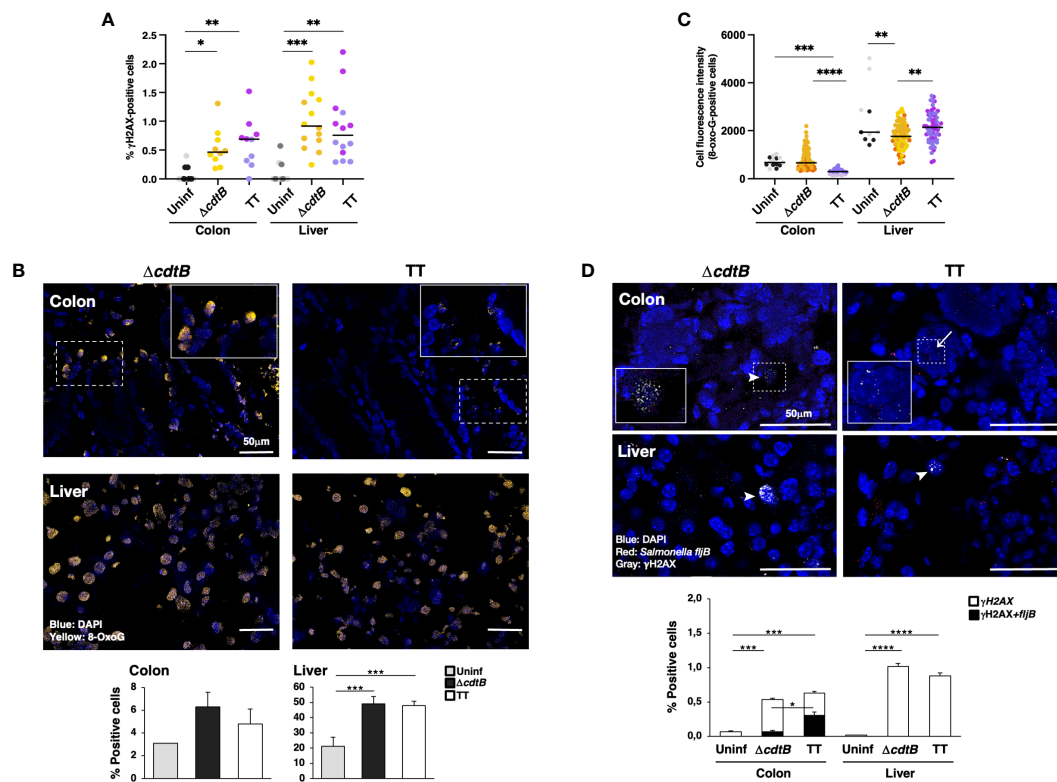 A
**
**
*
***
% γH2AX-positive cells
2.5
2.0
1.5
1.0
0.5
0.0
Uninf
ΔcdtB
TT
Uninf
ΔcdtB
TT
Colon
Liver
C
***
**
****
**
Cell fluorescence intensity
(8-oxo-G-positive cells)
6000
4000
2000
0
Uninf
ΔcdtB
TT
Uninf
ΔcdtB
TT
Colon
Liver
B
ΔcdtB
TT
Colon
50µm
Liver
Blue: DAPI
Yellow: 8-OxoG
Colon
% Positive cells
8
6
4
2
0
Liver
***
***
60
50
40
30
20
10
0
Uninf
ΔcdtB
TT
D
ΔcdtB
TT
Colon
50µm
Liver
Blue: DAPI
Red: Salmonella fljB
Gray: γH2AX
γH2AX
γH2AX+fljB
% Positive cells
2,0
1,5
1,0
0,5
0,0
***
***
*
****
****
Uninf
ΔcdtB
TT
Uninf
ΔcdtB
TT
Colon
Liver